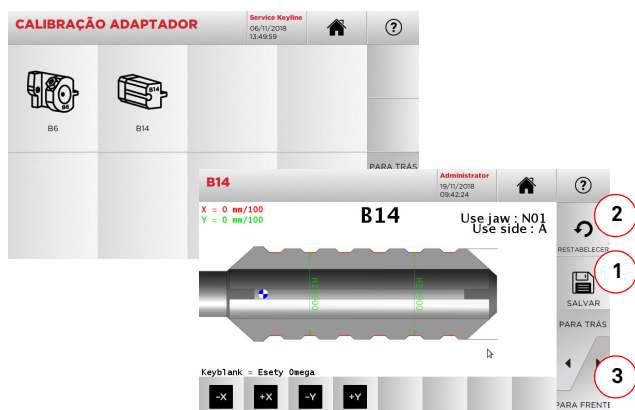 CALIBRAÇÃO ADAPTADOR
Service Keyline
06/11/2018
13:49:59
?
B6
B14
B6
B14
PARA TRÁS
B14
Administrator
19/11/2018
09:42:24
?
X = 0 mm/100
Y = 0 mm/100
B14
Use jaw : N01
Use side : A
2
RESTABELECER
1
SALVAR
PARA TRÁS
3
PARA FRENTE
Keyblank = Esety Omega
-X
+X
-Y
+Y